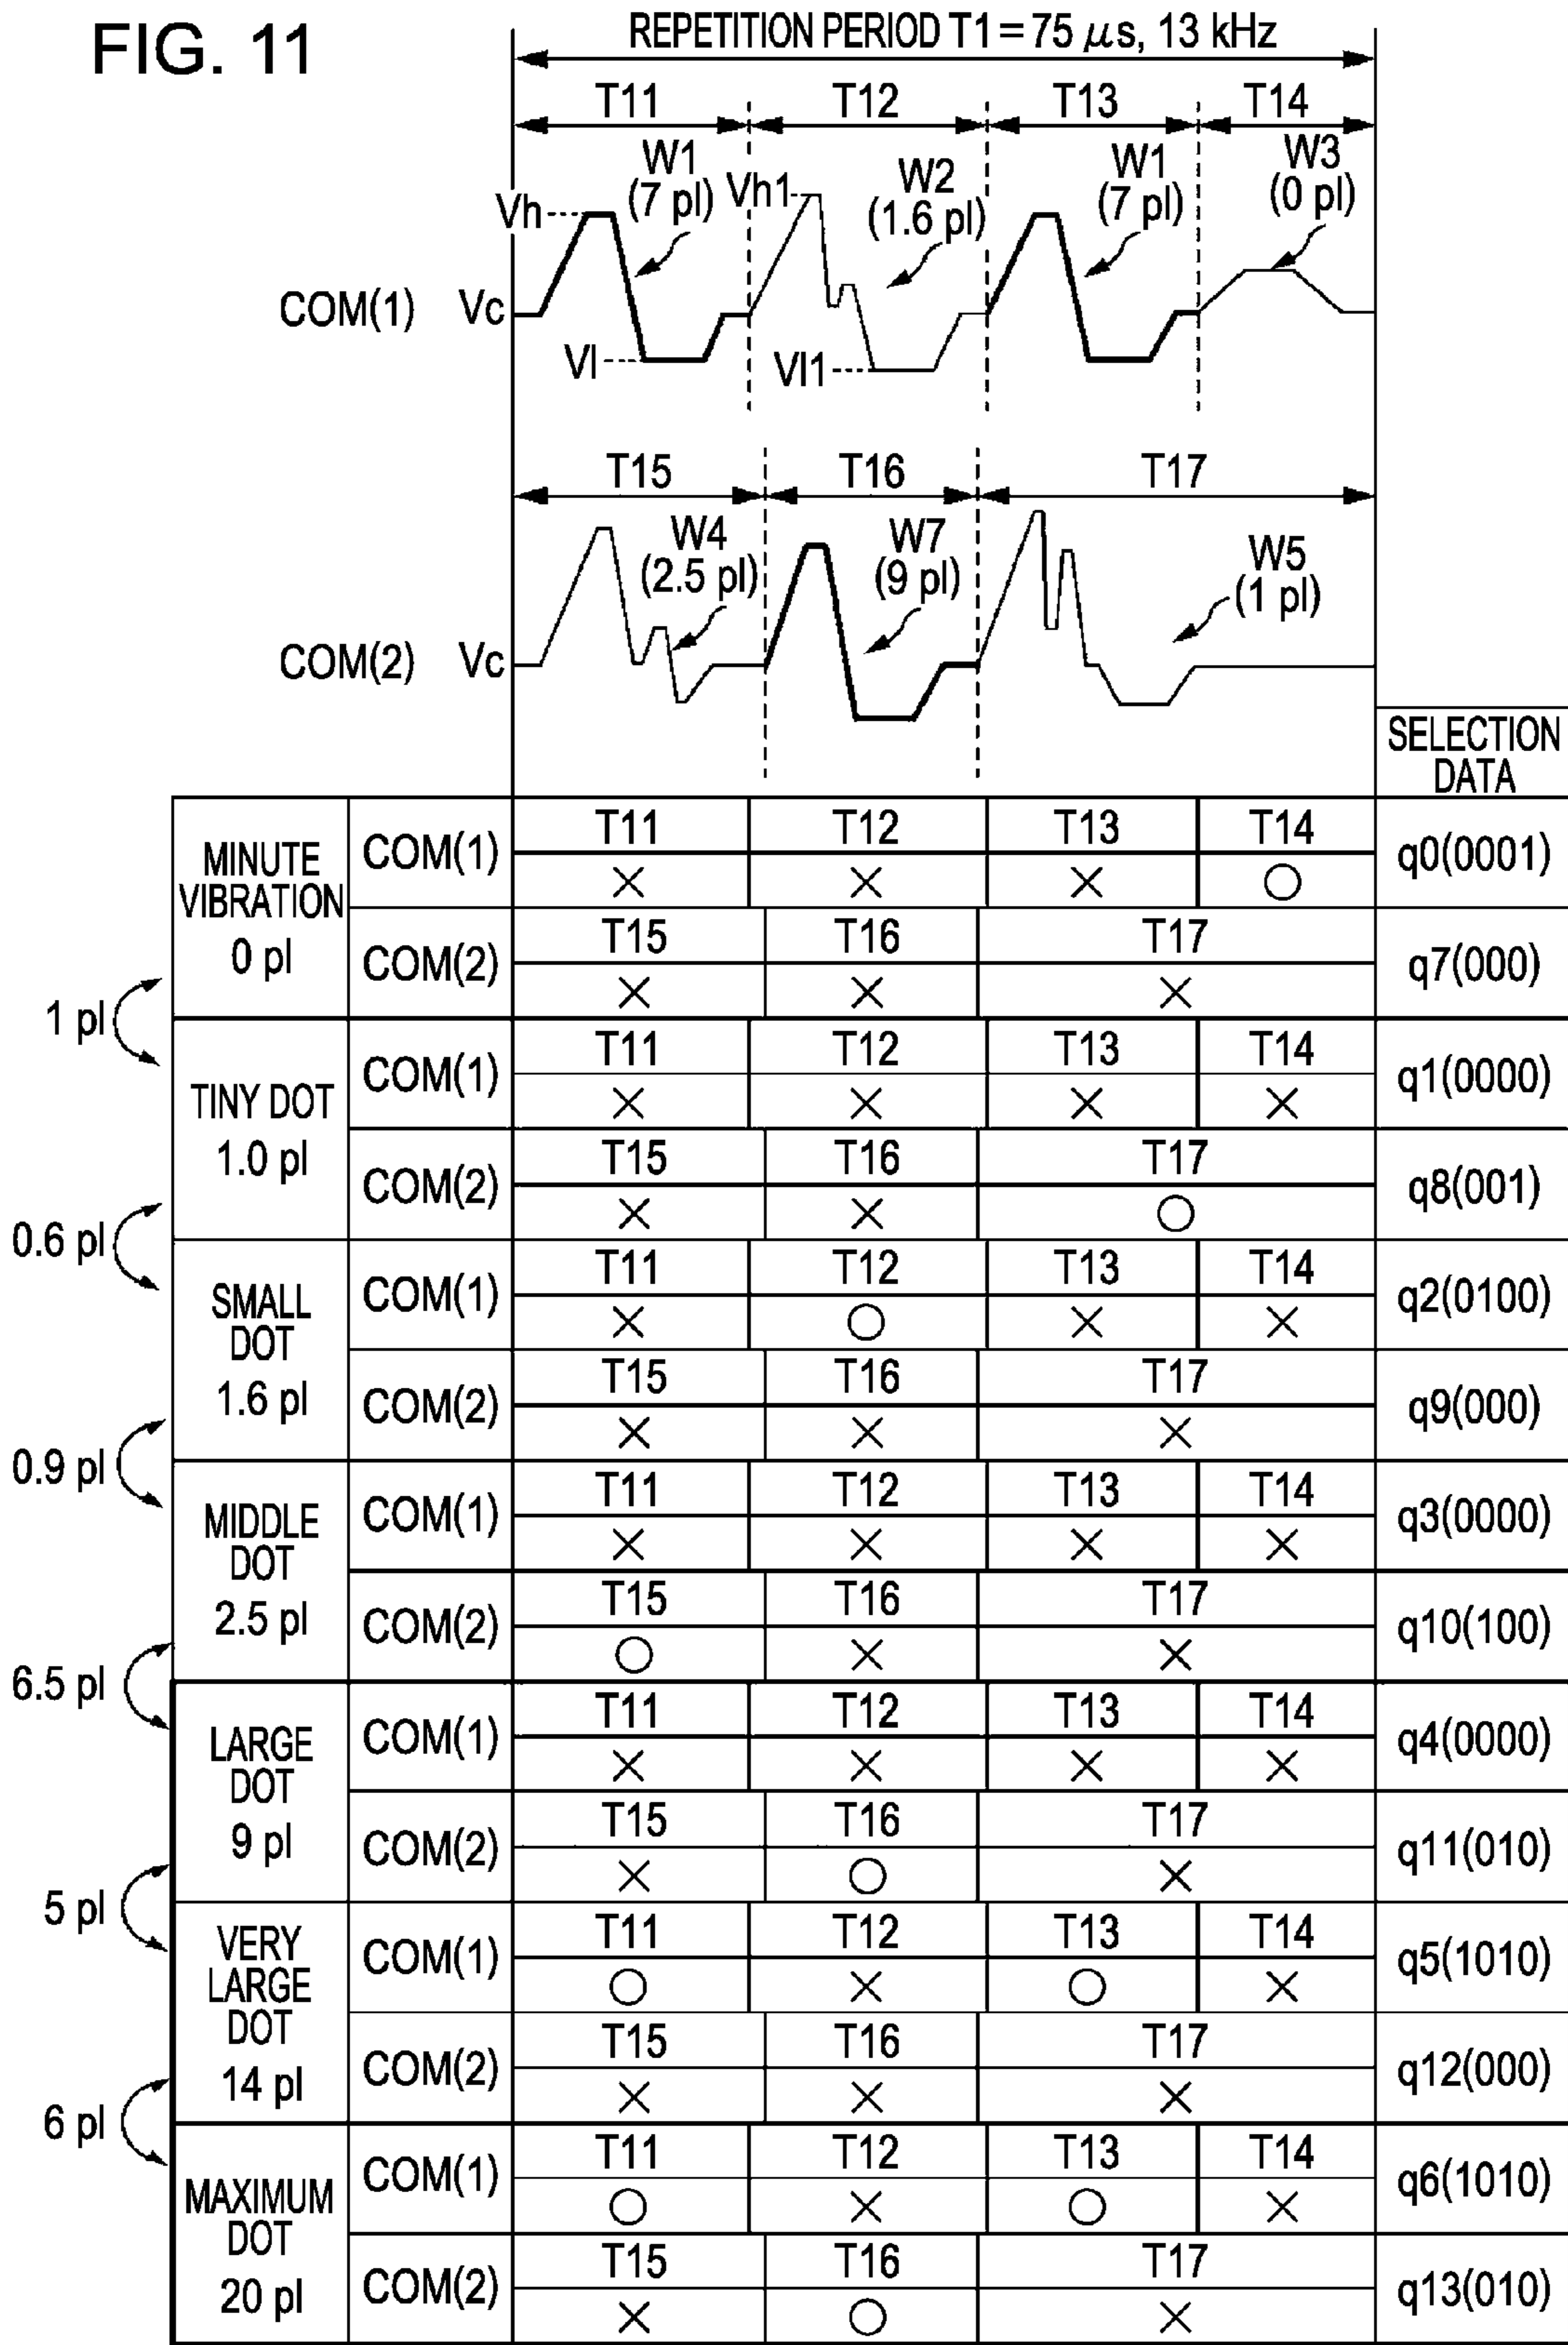 FIG. 11
REPETITION PERIOD T1 = 75 μs, 13 kHz
T11 T12 T13 T14
W1 (7 pl)
W2 (1.6 pl)
W1 (7 pl)
W3 (0 pl)
Vh
Vh1
COM(1) Vc
Vl
Vl1
T15 T16 T17
W4 (2.5 pl)
W7 (9 pl)
W5 (1 pl)
COM(2) Vc
SELECTION DATA
MINUTE VIBRATION 0 pl
COM(1) T11 T12 T13 T14 q0(0001)
× × × ○
COM(2) T15 T16 T17 q7(000)
× × ×
1 pl
TINY DOT 1.0 pl
COM(1) T11 T12 T13 T14 q1(0000)
× × × ×
COM(2) T15 T16 T17 q8(001)
× × ○
0.6 pl
SMALL DOT 1.6 pl
COM(1) T11 T12 T13 T14 q2(0100)
× ○ × ×
COM(2) T15 T16 T17 q9(000)
× × ×
0.9 pl
MIDDLE DOT 2.5 pl
COM(1) T11 T12 T13 T14 q3(0000)
× × × ×
COM(2) T15 T16 T17 q10(100)
○ × ×
6.5 pl
LARGE DOT 9 pl
COM(1) T11 T12 T13 T14 q4(0000)
× × × ×
COM(2) T15 T16 T17 q11(010)
× ○ ×
5 pl
VERY LARGE DOT 14 pl
COM(1) T11 T12 T13 T14 q5(1010)
○ × ○ ×
COM(2) T15 T16 T17 q12(000)
× × ×
6 pl
MAXIMUM DOT 20 pl
COM(1) T11 T12 T13 T14 q6(1010)
○ × ○ ×
COM(2) T15 T16 T17 q13(010)
× ○ ×